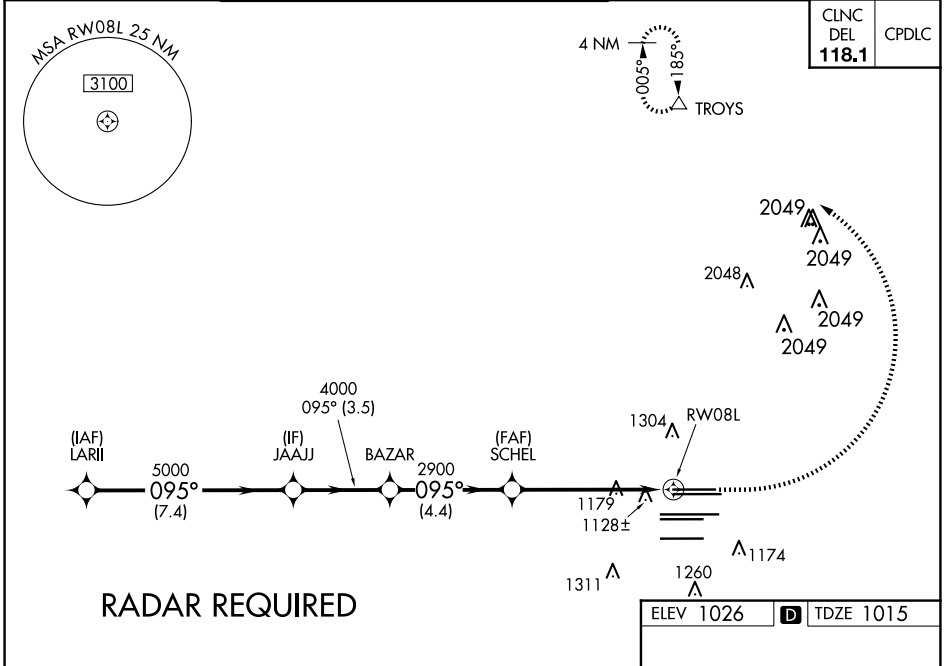 MSA RW08L 25 NM
3100
4 NM
005°
185°
TROYS
CLNC
DEL
118.1
CPDLC
2049
2049
2048
2049
2049
4000
095° (3.5)
1304
RW08L
(IAF)
LARII
(IF)
JAAJJ
BAZAR
(FAF)
SCHEL
5000
095°
(7.4)
2900
095°
(4.4)
1179
1128±
1174
1311
1260
RADAR REQUIRED
ELEV 1026 D TDZE 1015